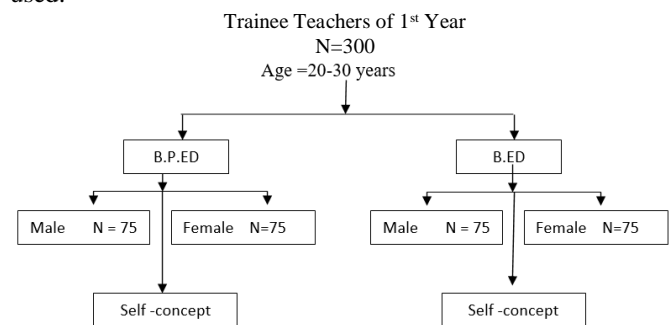 used.
Trainee Teachers of 1st Year
N=300
Age =20-30 years
B.P.ED
B.ED
Male N = 75
Female N=75
Male N = 75
Female N=75
Self -concept
Self -concept